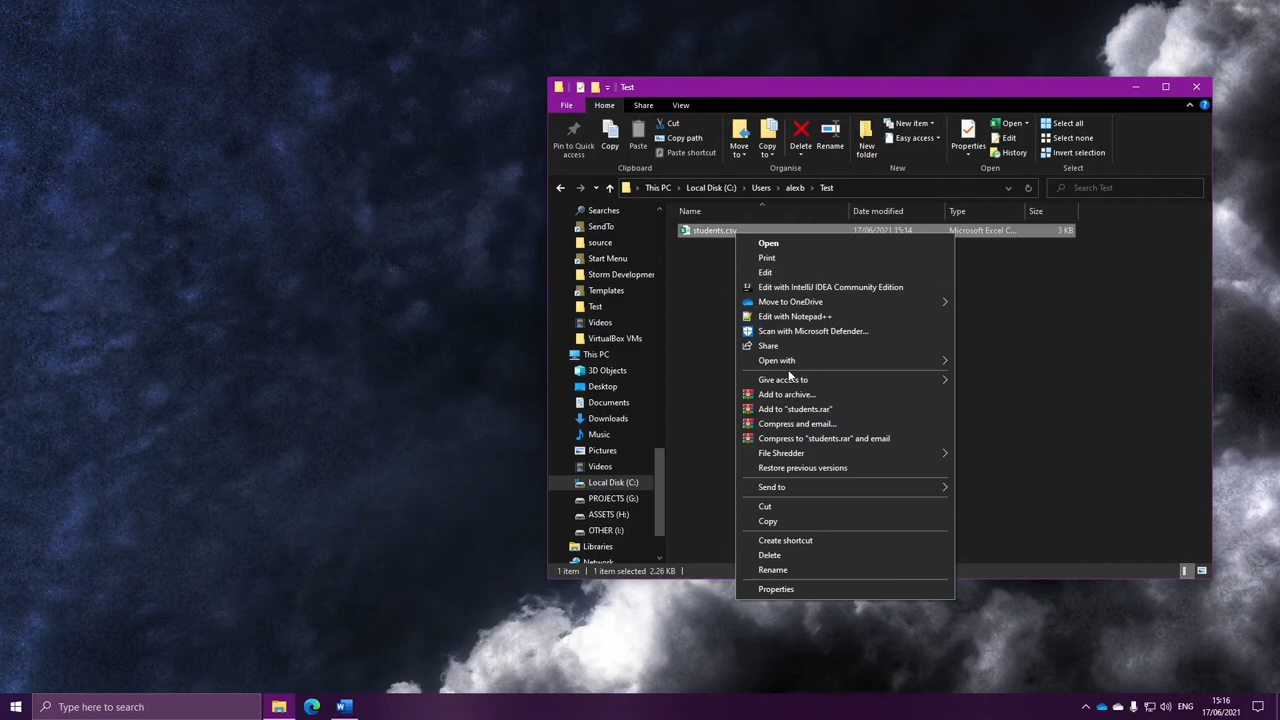 Test
File Home Share View
Pin to Quick access
Copy
Paste
Cut
Copy path
Paste shortcut
Clipboard
Move to
Copy to
Delete
Rename
Organise
New folder
New item
Easy access
New
Properties
Open
Edit
History
Open
Select all
Select none
Invert selection
Select
This PC > Local Disk (C:) > Users > alexb > Test
Search Test
Searches
SendTo
source
Start Menu
Storm Developmer
Templates
Test
Videos
VirtualBox VMs
This PC
3D Objects
Desktop
Documents
Downloads
Music
Pictures
Videos
Local Disk (C:)
PROJECTS (G:)
ASSETS (H:)
OTHER (I:)
Libraries
Network
Name Date modified Type Size
students.csv 17/06/2021 15:14 Microsoft Excel C... 3 KB
Open
Print
Edit
Edit with IntelliJ IDEA Community Edition
Move to OneDrive
Edit with Notepad++
Scan with Microsoft Defender...
Share
Open with
Give access to
Add to archive...
Add to "students.rar"
Compress and email...
Compress to "students.rar" and email
File Shredder
Restore previous versions
Send to
Cut
Copy
Create shortcut
Delete
Rename
Properties
1 item 1 item selected 2.26 KB
Type here to search
ENG
15:16
17/06/2021